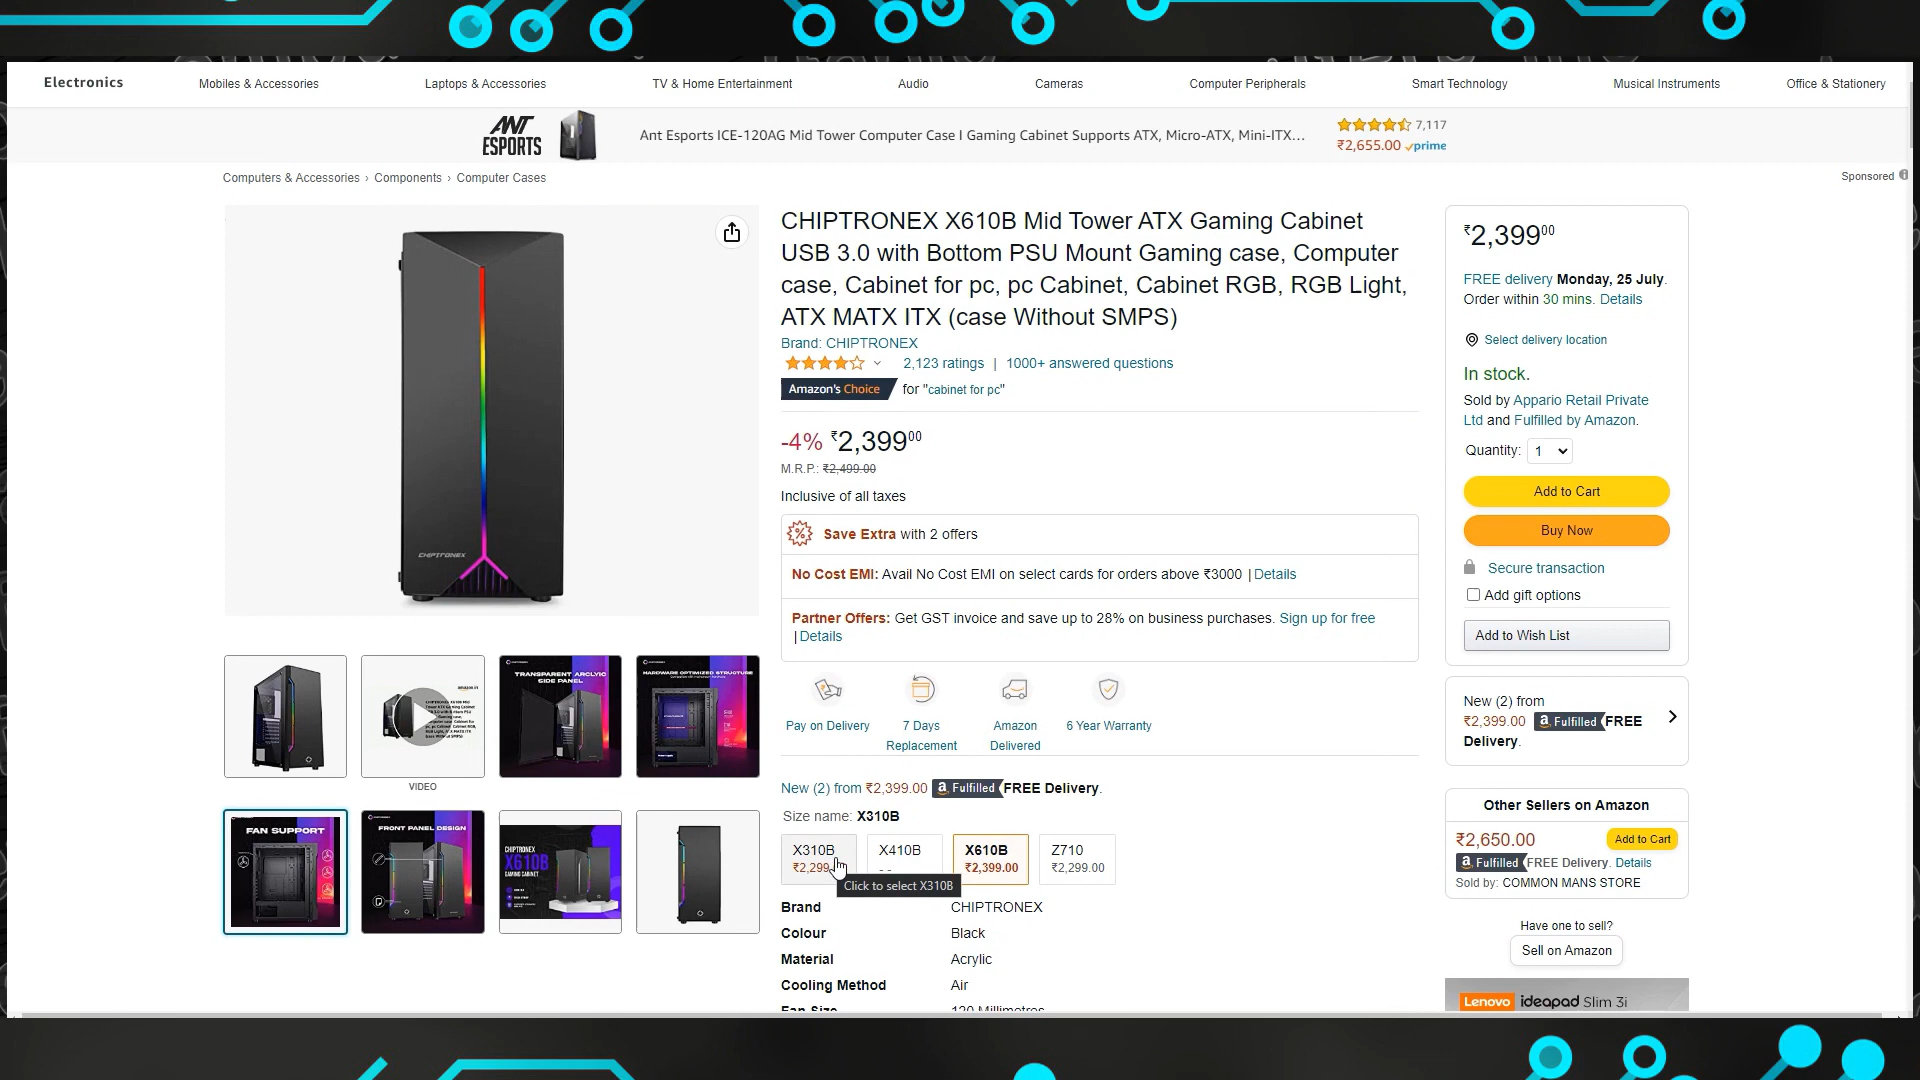 Electronics
Mobiles & Accessories
Laptops & Accessories
TV & Home Entertainment
Audio
Cameras
Computer Peripherals
Smart Technology
Musical Instruments
Office & Stationery
ANT
ESPORTS
Ant Esports ICE-120AG Mid Tower Computer Case I Gaming Cabinet Supports ATX, Micro-ATX, Mini-ITX...
7,117
₹2,655.00 prime
Computers & Accessories › Components › Computer Cases
Sponsored
CHIPTRONEX
VIDEO
TRANSPARENT ARCLYIC
SIDE PANEL
HARDWARE OPTIMIZED STRUCTURE
FAN SUPPORT
FRONT PANEL DESIGN
CHIPTRONEX
X610B
GAMING CABINET
CHIPTRONEX X610B Mid Tower ATX Gaming Cabinet
USB 3.0 with Bottom PSU Mount Gaming case, Computer
case, Cabinet for pc, pc Cabinet, Cabinet RGB, RGB Light,
ATX MATX ITX (case Without SMPS)
Brand: CHIPTRONEX
2,123 ratings | 1000+ answered questions
Amazon's Choice for "cabinet for pc"
-4% ₹2,39900
M.R.P.: ₹2,499.00
Inclusive of all taxes
Save Extra with 2 offers
No Cost EMI: Avail No Cost EMI on select cards for orders above ₹3000 | Details
Partner Offers: Get GST invoice and save up to 28% on business purchases. Sign up for free
| Details
Pay on Delivery
7 Days
Replacement
Amazon
Delivered
6 Year Warranty
New (2) from ₹2,399.00 a Fulfilled FREE Delivery.
Size name: X310B
X310B
₹2,299
X410B
- -
X610B
₹2,399.00
Z710
₹2,299.00
Click to select X310B
Brand CHIPTRONEX
Colour Black
Material Acrylic
Cooling Method Air
Fan Size 120 Millimetres
₹2,39900
FREE delivery Monday, 25 July.
Order within 30 mins. Details
Select delivery location
In stock.
Sold by Appario Retail Private
Ltd and Fulfilled by Amazon.
Quantity: 1
Add to Cart
Buy Now
Secure transaction
Add gift options
Add to Wish List
New (2) from
₹2,399.00 a Fulfilled FREE
Delivery.
Other Sellers on Amazon
₹2,650.00 Add to Cart
a Fulfilled FREE Delivery. Details
Sold by: COMMON MANS STORE
Have one to sell?
Sell on Amazon
Lenovo ideapad Slim 3i